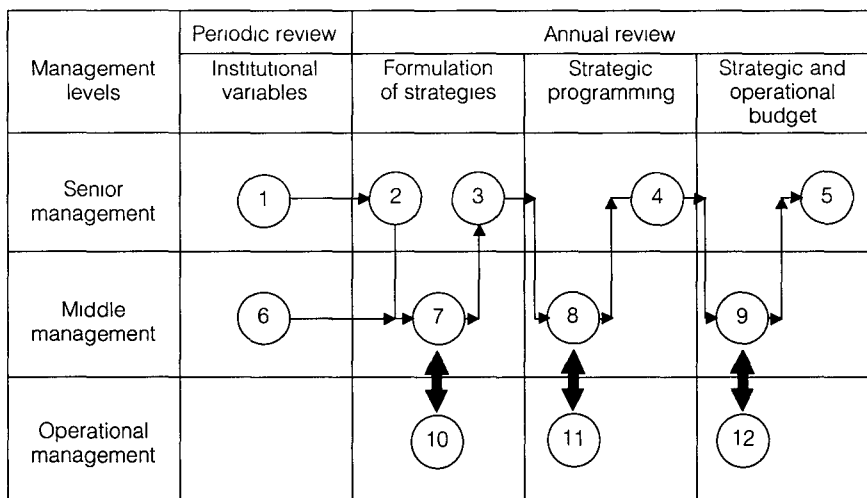 Periodic review
Annual review
Management
levels
Institutional
variables
Formulation
of strategies
Strategic
programming
Strategic and
operational
budget
Senior
management
1
2
3
4
5
Middle
management
6
7
8
9
Operational
management
10
11
12